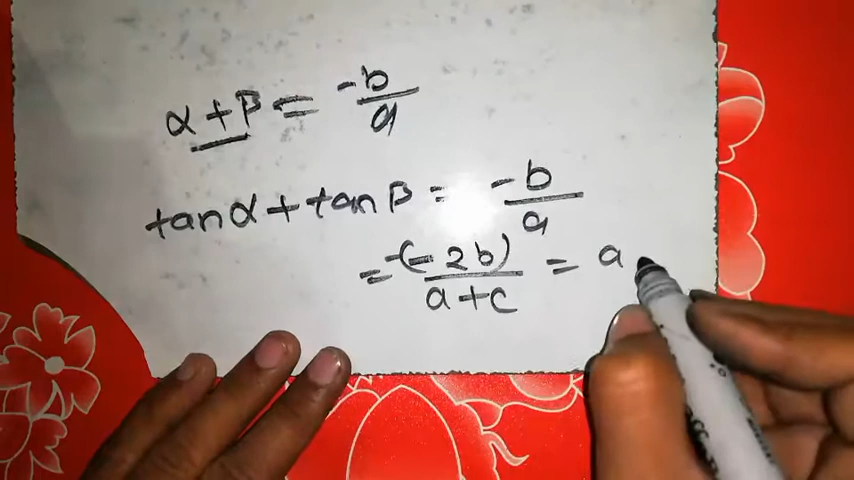 α + β = -b/a
tanα + tanβ = -b/a
= -(-2b)/a+c = a